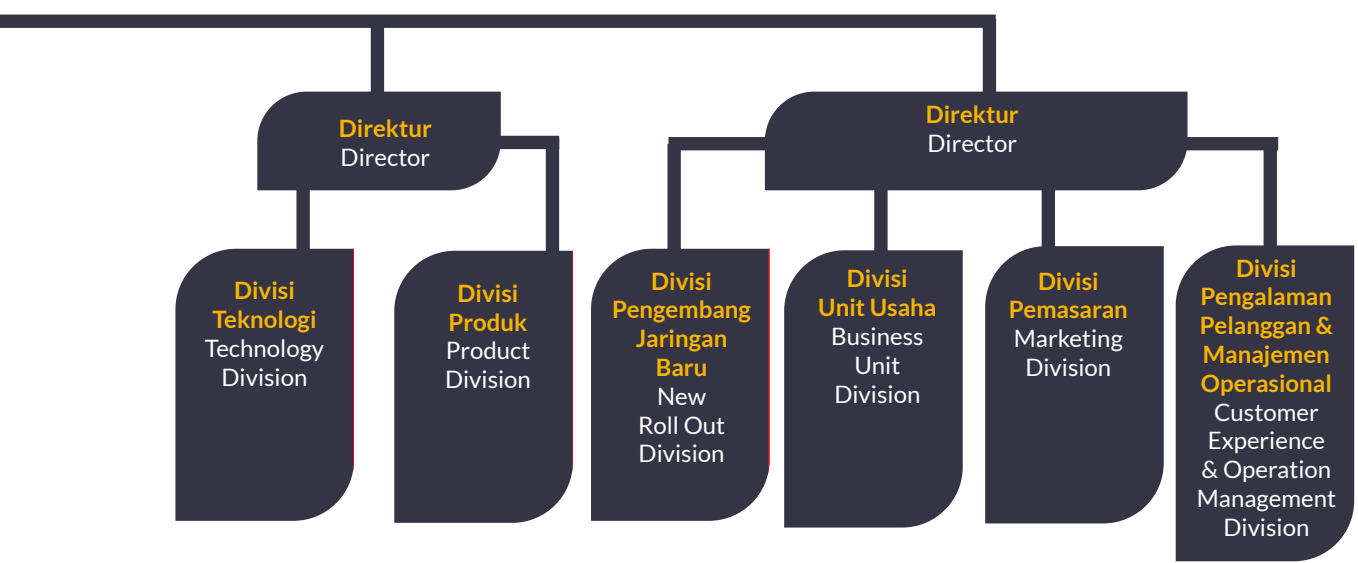 Direktur
Director
Direktur
Director
Divisi
Teknologi
Technology
Division
Divisi
Produk
Product
Division
Divisi
Pengembang
Jaringan
Baru
New
Roll Out
Division
Divisi
Unit Usaha
Business
Unit
Division
Divisi
Pemasaran
Marketing
Division
Divisi
Pengalaman
Pelanggan &
Manajemen
Operasional
Customer
Experience
& Operation
Management
Division